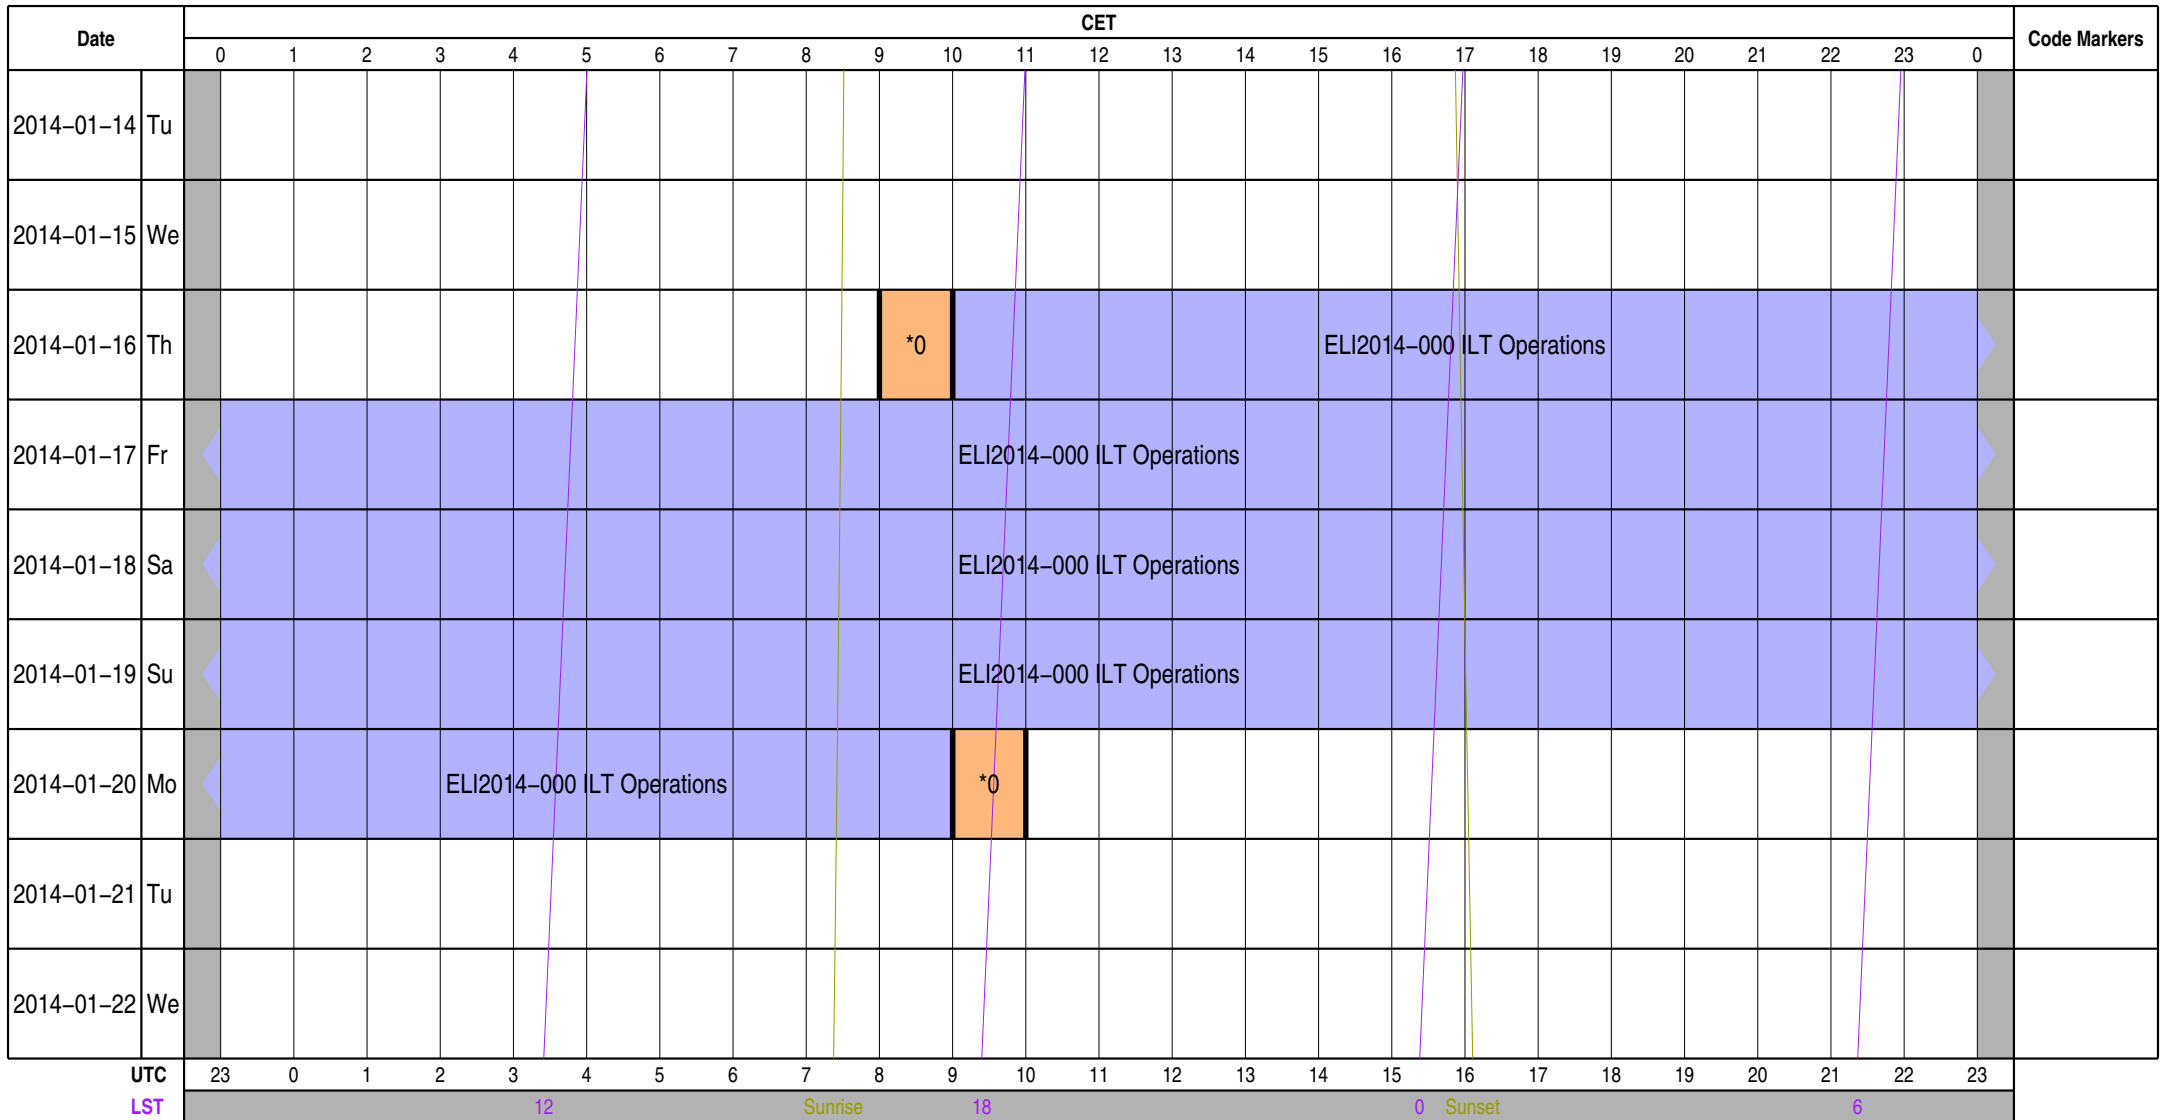 Date CET Code Markers
0 1 2 3 4 5 6 7 8 9 10 11 12 13 14 15 16 17 18 19 20 21 22 23 0
2014−01−14 Tu
2014−01−15 We
2014−01−16 Th *0 ELI2014−000 ILT Operations
2014−01−17 Fr ELI2014−000 ILT Operations
2014−01−18 Sa ELI2014−000 ILT Operations
2014−01−19 Su ELI2014−000 ILT Operations
2014−01−20 Mo ELI2014−000 ILT Operations *0
2014−01−21 Tu
2014−01−22 We
UTC 23 0 1 2 3 4 5 6 7 8 9 10 11 12 13 14 15 16 17 18 19 20 21 22 23
LST 12 Sunrise 18 0 Sunset 6